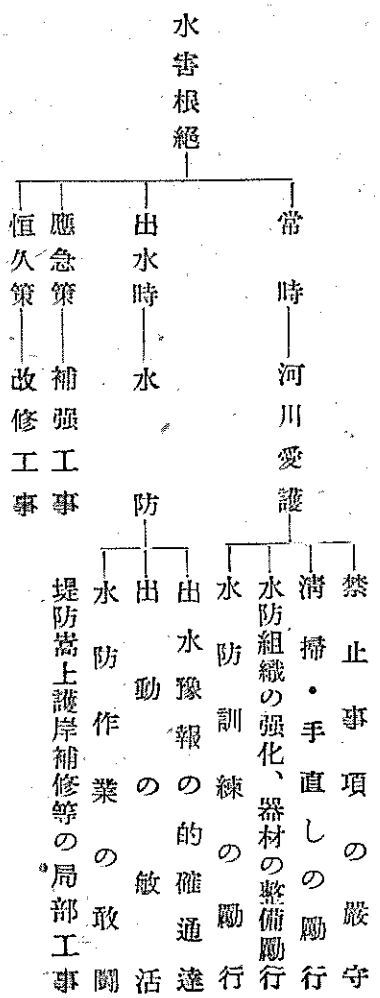 水害根絕
常時
河川愛護
禁止事項の嚴守
淸掃・手直しの勵行
水防組織の强化、器材の整備勵行
水防訓練の勵行
出水時
水防
出水豫報の的確通達
出動の敏活
水防作業の敢鬪
應急策
補强工事
堤防嵩上護岸補修等の局部工事
恒久策
改修工事